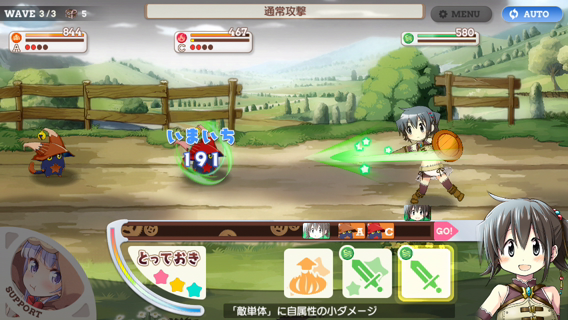 WAVE 3/3 5
通常攻撃
MENU
AUTO
844
A
467
C
580
いまいち
191
A
C
GO!
とっておき
SUPPORT
「敵単体」に自属性の小ダメージ